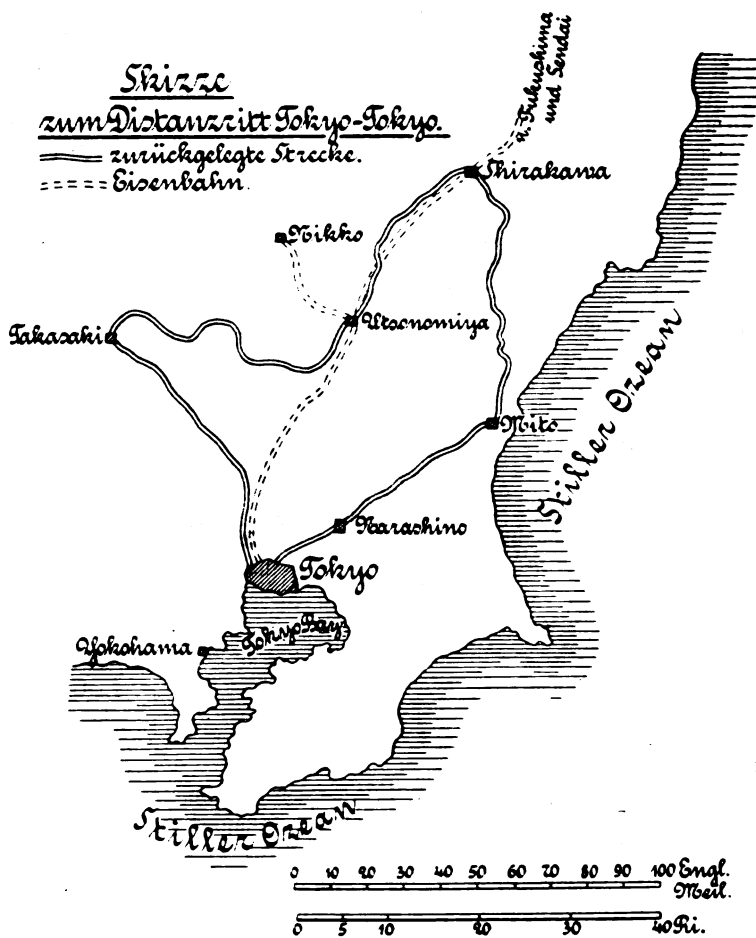 Skizze
zum Distanzritt Tokyo-Tokyo.
zurückgelegte Strecke.
Eisenbahn.
n. Fukushima
und Sendai
Shirakawa
Nikko
Utsonomiya
Takasaki
Stiller Ozean
Mito
Narashino
Tokyo
Tokyo Bay
Yokohama
Stiller Ozean
0 10 20 30 40 50 60 70 80 90 100 Engl.
Meil.
0 5 10 20 30 40 Ri.